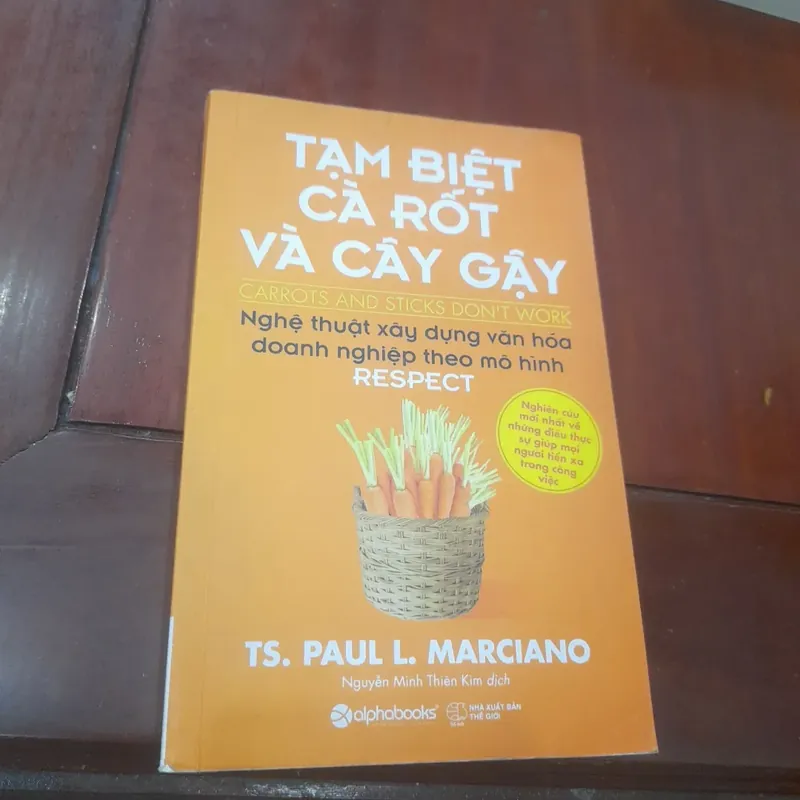 TẠM BIỆT
CÀ RỐT
VÀ CÂY GẬY
CARROTS AND STICKS DON'T WORK
Nghệ thuật xây dựng văn hóa
doanh nghiệp theo mô hình
RESPECT
Nghiên cứu
mới nhất về
những điều thực
sự giúp mọi
người tiến xa
trong công
việc
TS. PAUL L. MARCIANO
Nguyễn Minh Thiên Kim dịch
alphabooks
NHÀ XUẤT BẢN
THẾ GIỚI